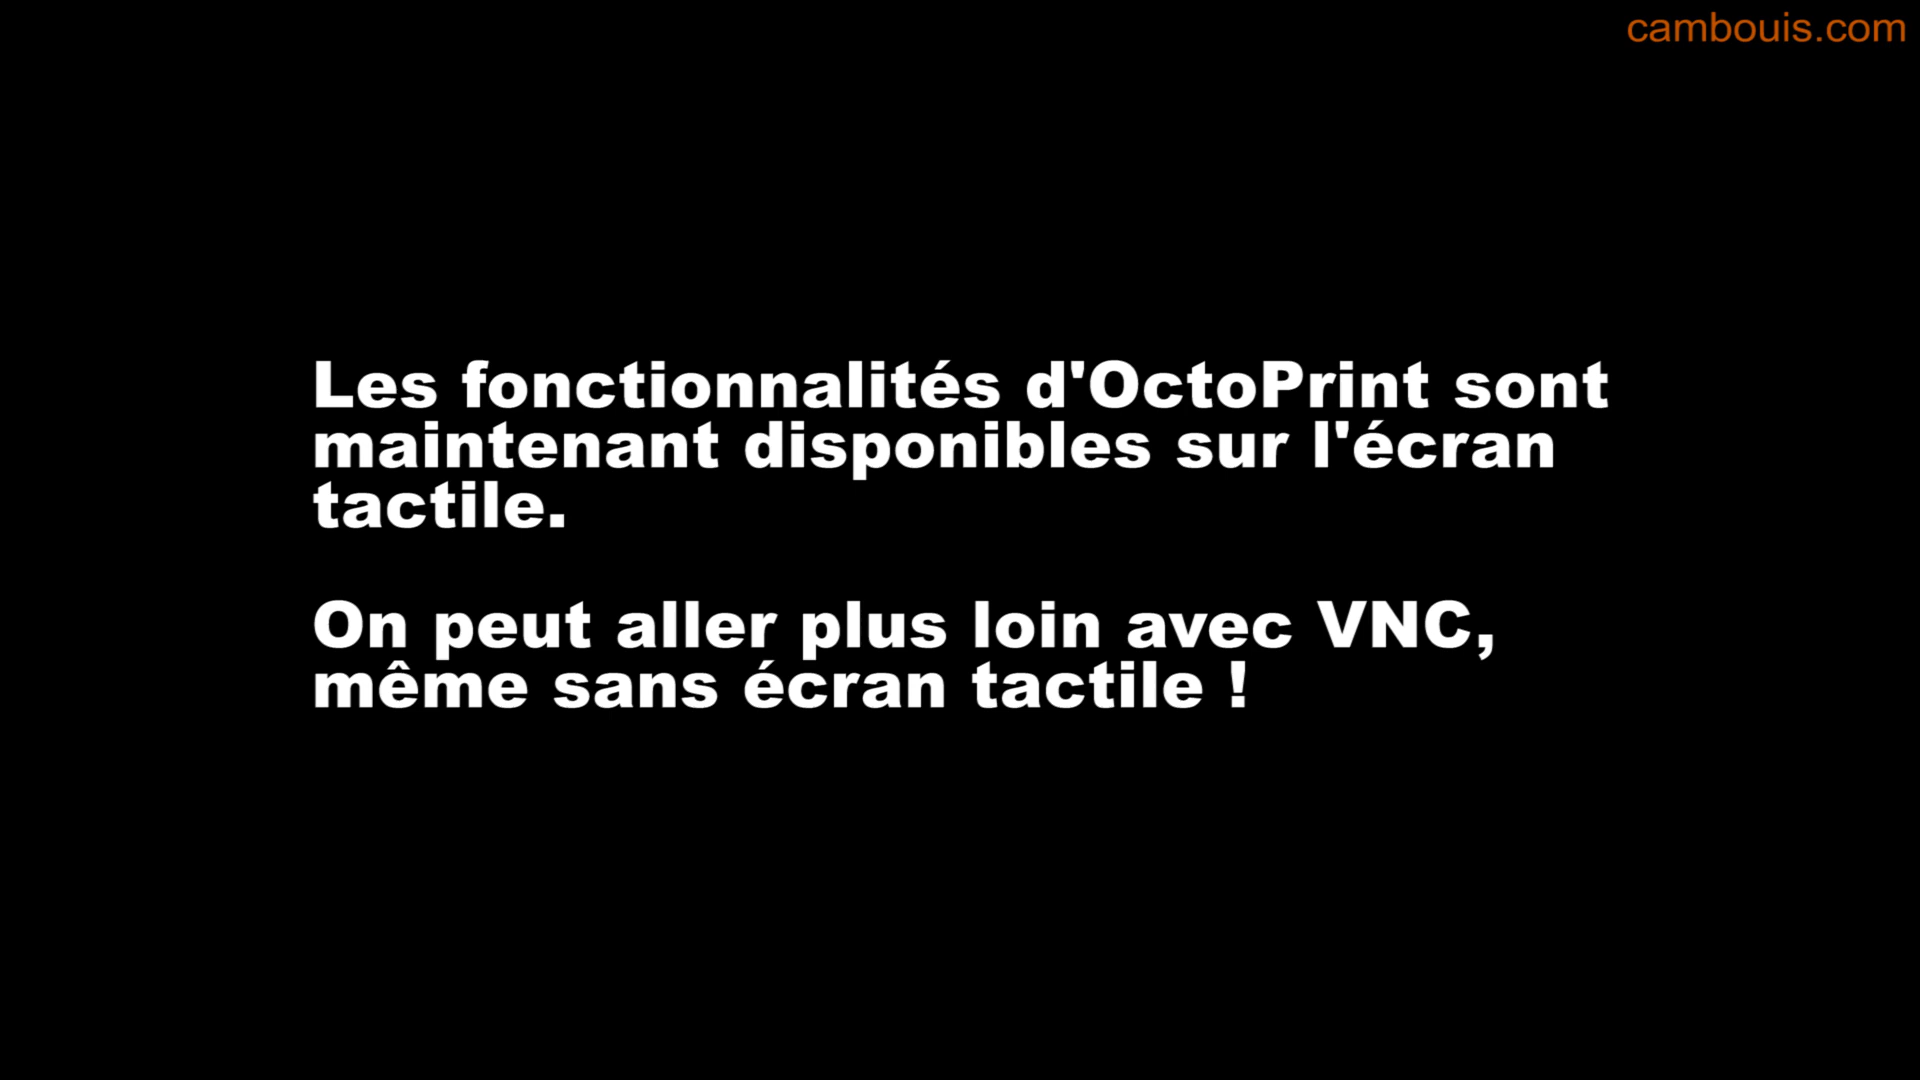 cambouis.com
Les fonctionnalités d'OctoPrint sont
maintenant disponibles sur l'écran
tactile.
On peut aller plus loin avec VNC,
même sans écran tactile !